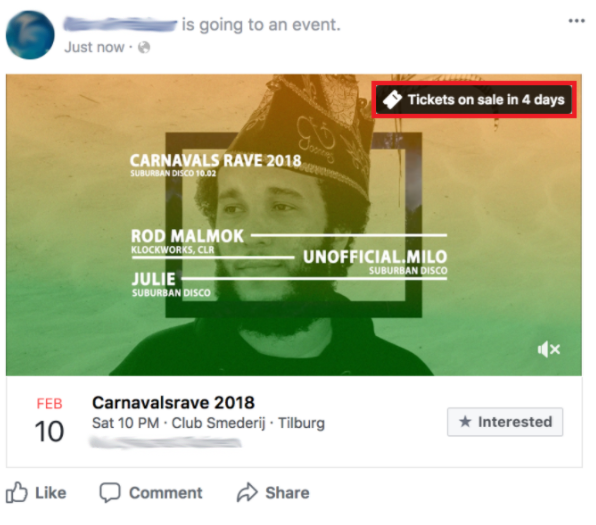 is going to an event.
Just now ·
Tickets on sale in 4 days
CARNAVALS RAVE 2018
SUBURBAN DISCO 10.02
ROD MALMOK
KLOCKWORKS, CLR
UNOFFICIAL.MILO
SUBURBAN DISCO
JULIE
SUBURBAN DISCO
FEB
10
Carnavalsrave 2018
Sat 10 PM · Club Smederij · Tilburg
Interested
Like
Comment
Share